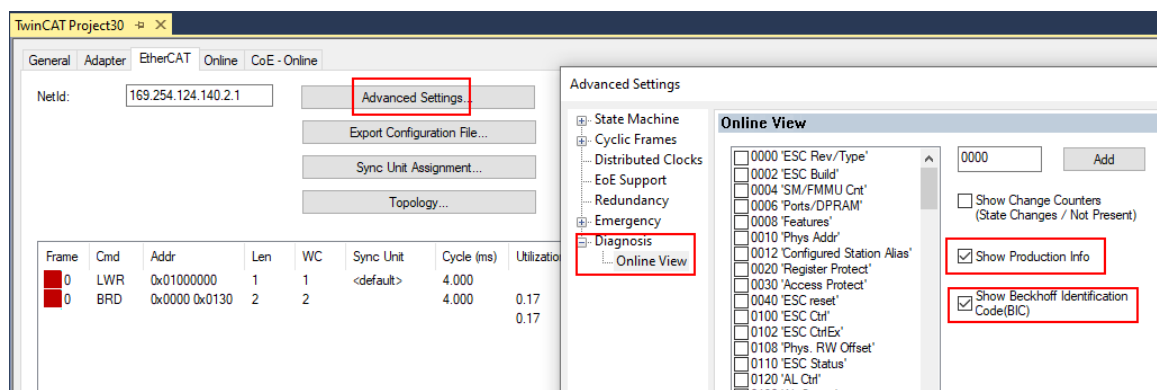 TwinCAT Project30
General Adapter EtherCAT Online CoE - Online
NetId: 169.254.124.140.2.1
Advanced Settings...
Export Configuration File...
Sync Unit Assignment...
Topology...
Frame Cmd Addr Len WC Sync Unit Cycle (ms) Utilizatio
0 LWR 0x01000000 1 1 <default> 4.000
0 BRD 0x0000 0x0130 2 2 4.000 0.17
0.17
Advanced Settings
State Machine
Cyclic Frames
Distributed Clocks
EoE Support
Redundancy
Emergency
Diagnosis
Online View
Online View
0000 'ESC Rev/Type'
0002 'ESC Build'
0004 'SM/FMMU Cnt'
0006 'Ports/DPRAM'
0008 'Features'
0010 'Phys Addr'
0012 'Configured Station Alias'
0020 'Register Protect'
0030 'Access Protect'
0040 'ESC reset'
0100 'ESC Ctrl'
0102 'ESC CtrlEx'
0108 'Phys. RW Offset'
0110 'ESC Status'
0120 'AL Ctrl'
0000 Add
Show Change Counters
(State Changes / Not Present)
Show Production Info
Show Beckhoff Identification
Code(BIC)